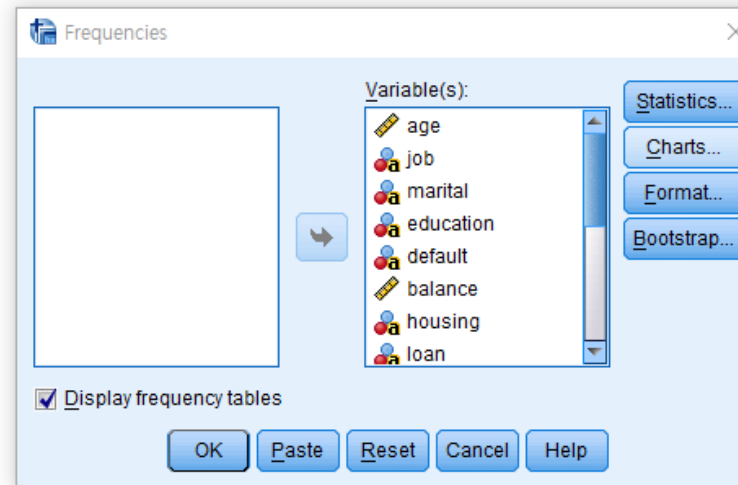 Frequencies
Variable(s):
age
job
marital
education
default
balance
housing
loan
Statistics...
Charts...
Format...
Bootstrap...
Display frequency tables
OK Paste Reset Cancel Help